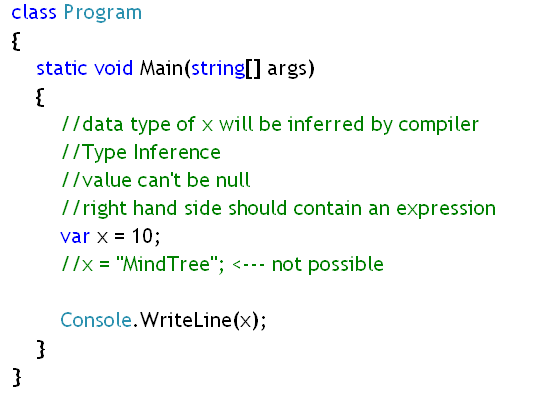 class Program
{
static void Main(string[] args)
{
//data type of x will be inferred by compiler
//Type Inference
//value can't be null
//right hand side should contain an expression
var x = 10;
//x = "MindTree"; <--- not possible
Console.WriteLine(x);
}
}